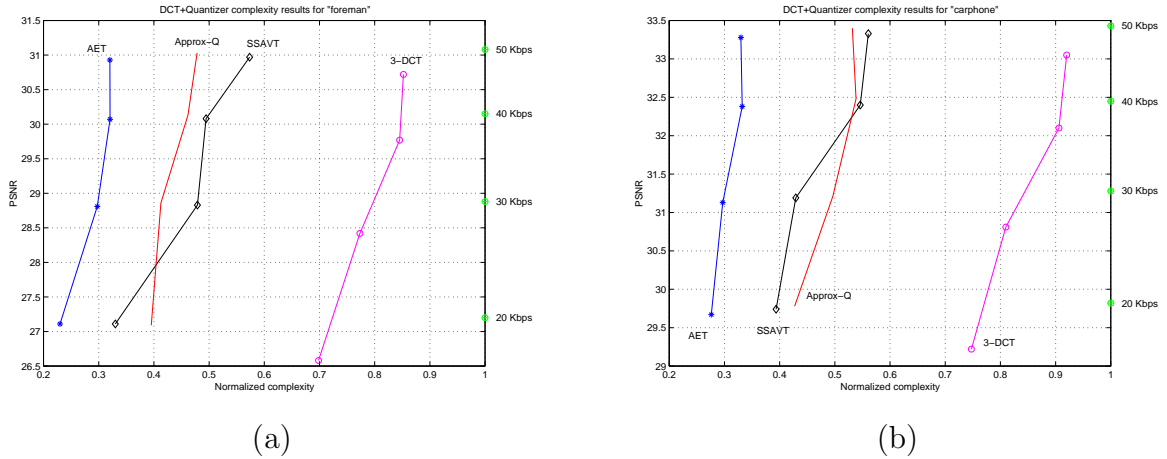 DCT+Quantizer complexity results for "foreman"
31.5
31
30.5
30
29.5
29
28.5
28
27.5
27
26.5
PSNR
AET
Approx−Q
SSAVT
3−DCT
50 Kbps
40 Kbps
30 Kbps
20 Kbps
0.2 0.3 0.4 0.5 0.6 0.7 0.8 0.9 1
Normalized complexity
(a)
DCT+Quantizer complexity results for "carphone"
33.5
33
32.5
32
31.5
31
30.5
30
29.5
29
PSNR
50 Kbps
40 Kbps
30 Kbps
20 Kbps
Approx−Q
AET
SSAVT
3−DCT
0.2 0.3 0.4 0.5 0.6 0.7 0.8 0.9 1
Normalized complexity
(b)